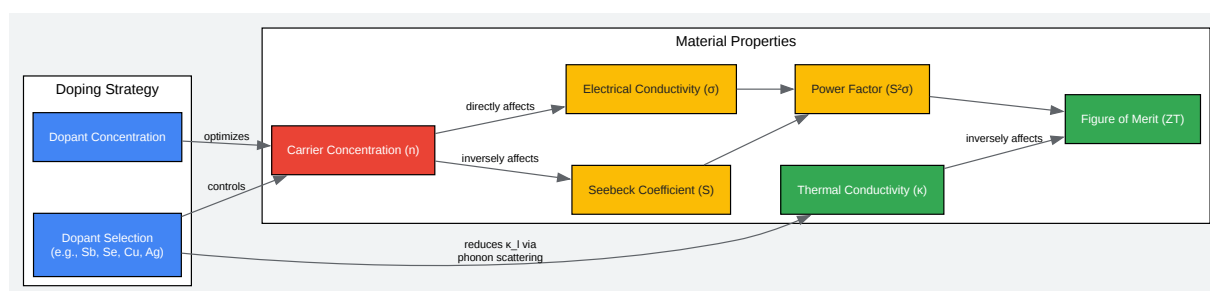 Material Properties
Doping Strategy
Electrical Conductivity (σ)
Power Factor (S²σ)
Figure of Merit (ZT)
directly affects
Dopant Concentration
optimizes
Carrier Concentration (n)
inversely affects
inversely affects
controls
Seebeck Coefficient (S)
Thermal Conductivity (κ)
Dopant Selection
(e.g., Sb, Se, Cu, Ag)
reduces κ_l via
phonon scattering